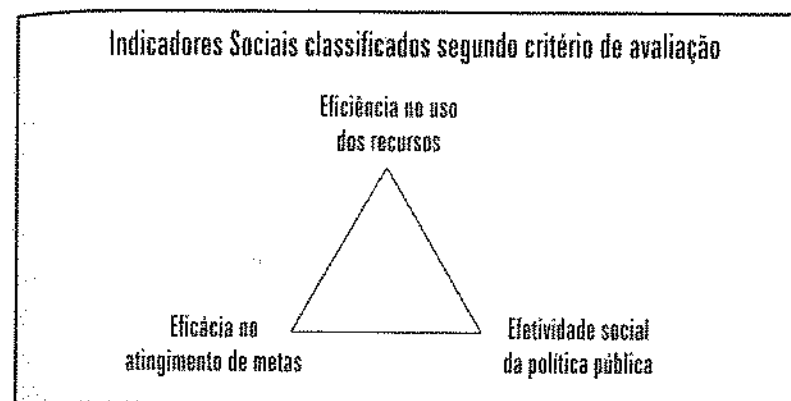 Indicadores Sociais classificados segundo critério de avaliação
Eficiência no uso
dos recursos
Eficácia no
atingimento de metas
Efetividade social
da política pública